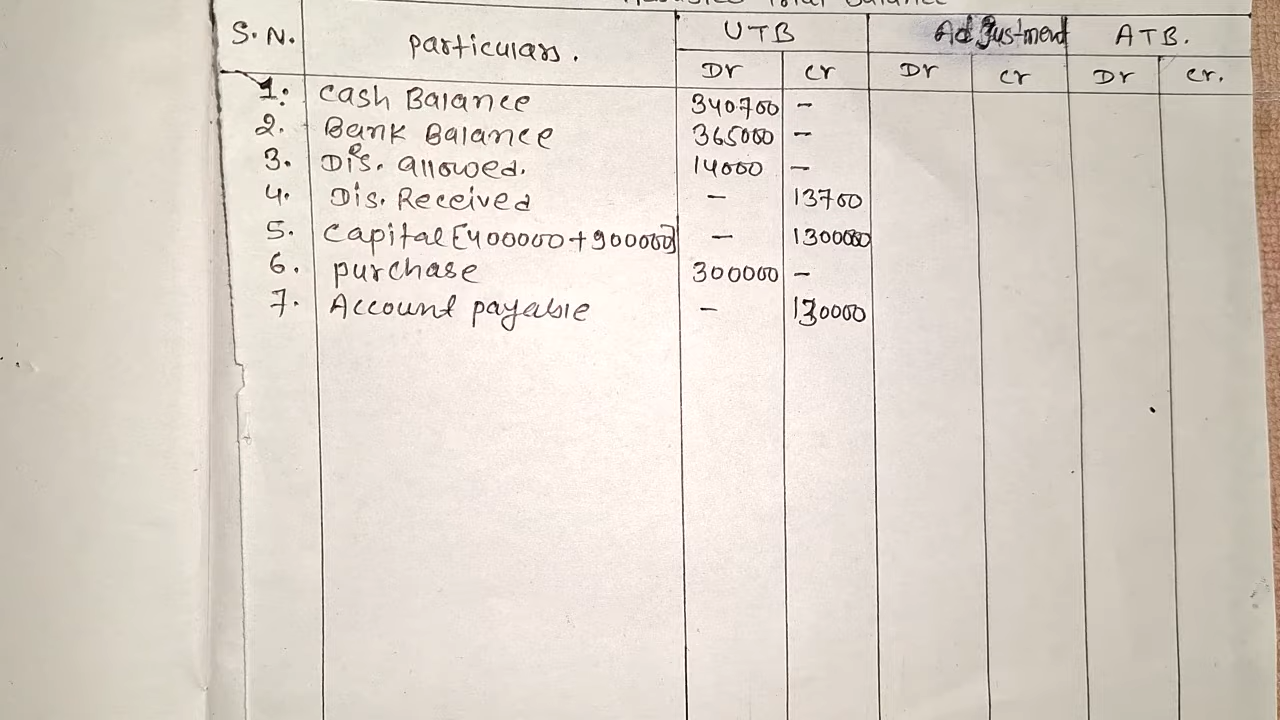 S.N. particulars. UTB Adjustment ATB.
Dr cr Dr cr Dr cr.
1. Cash Balance 340700 -
2. Bank Balance 365000 -
3. Dis. allowed. 14000 -
4. Dis. Received - 13700
5. Capital [400000+900000] - 1300000
6. purchase 300000 -
7. Account payable - 130000